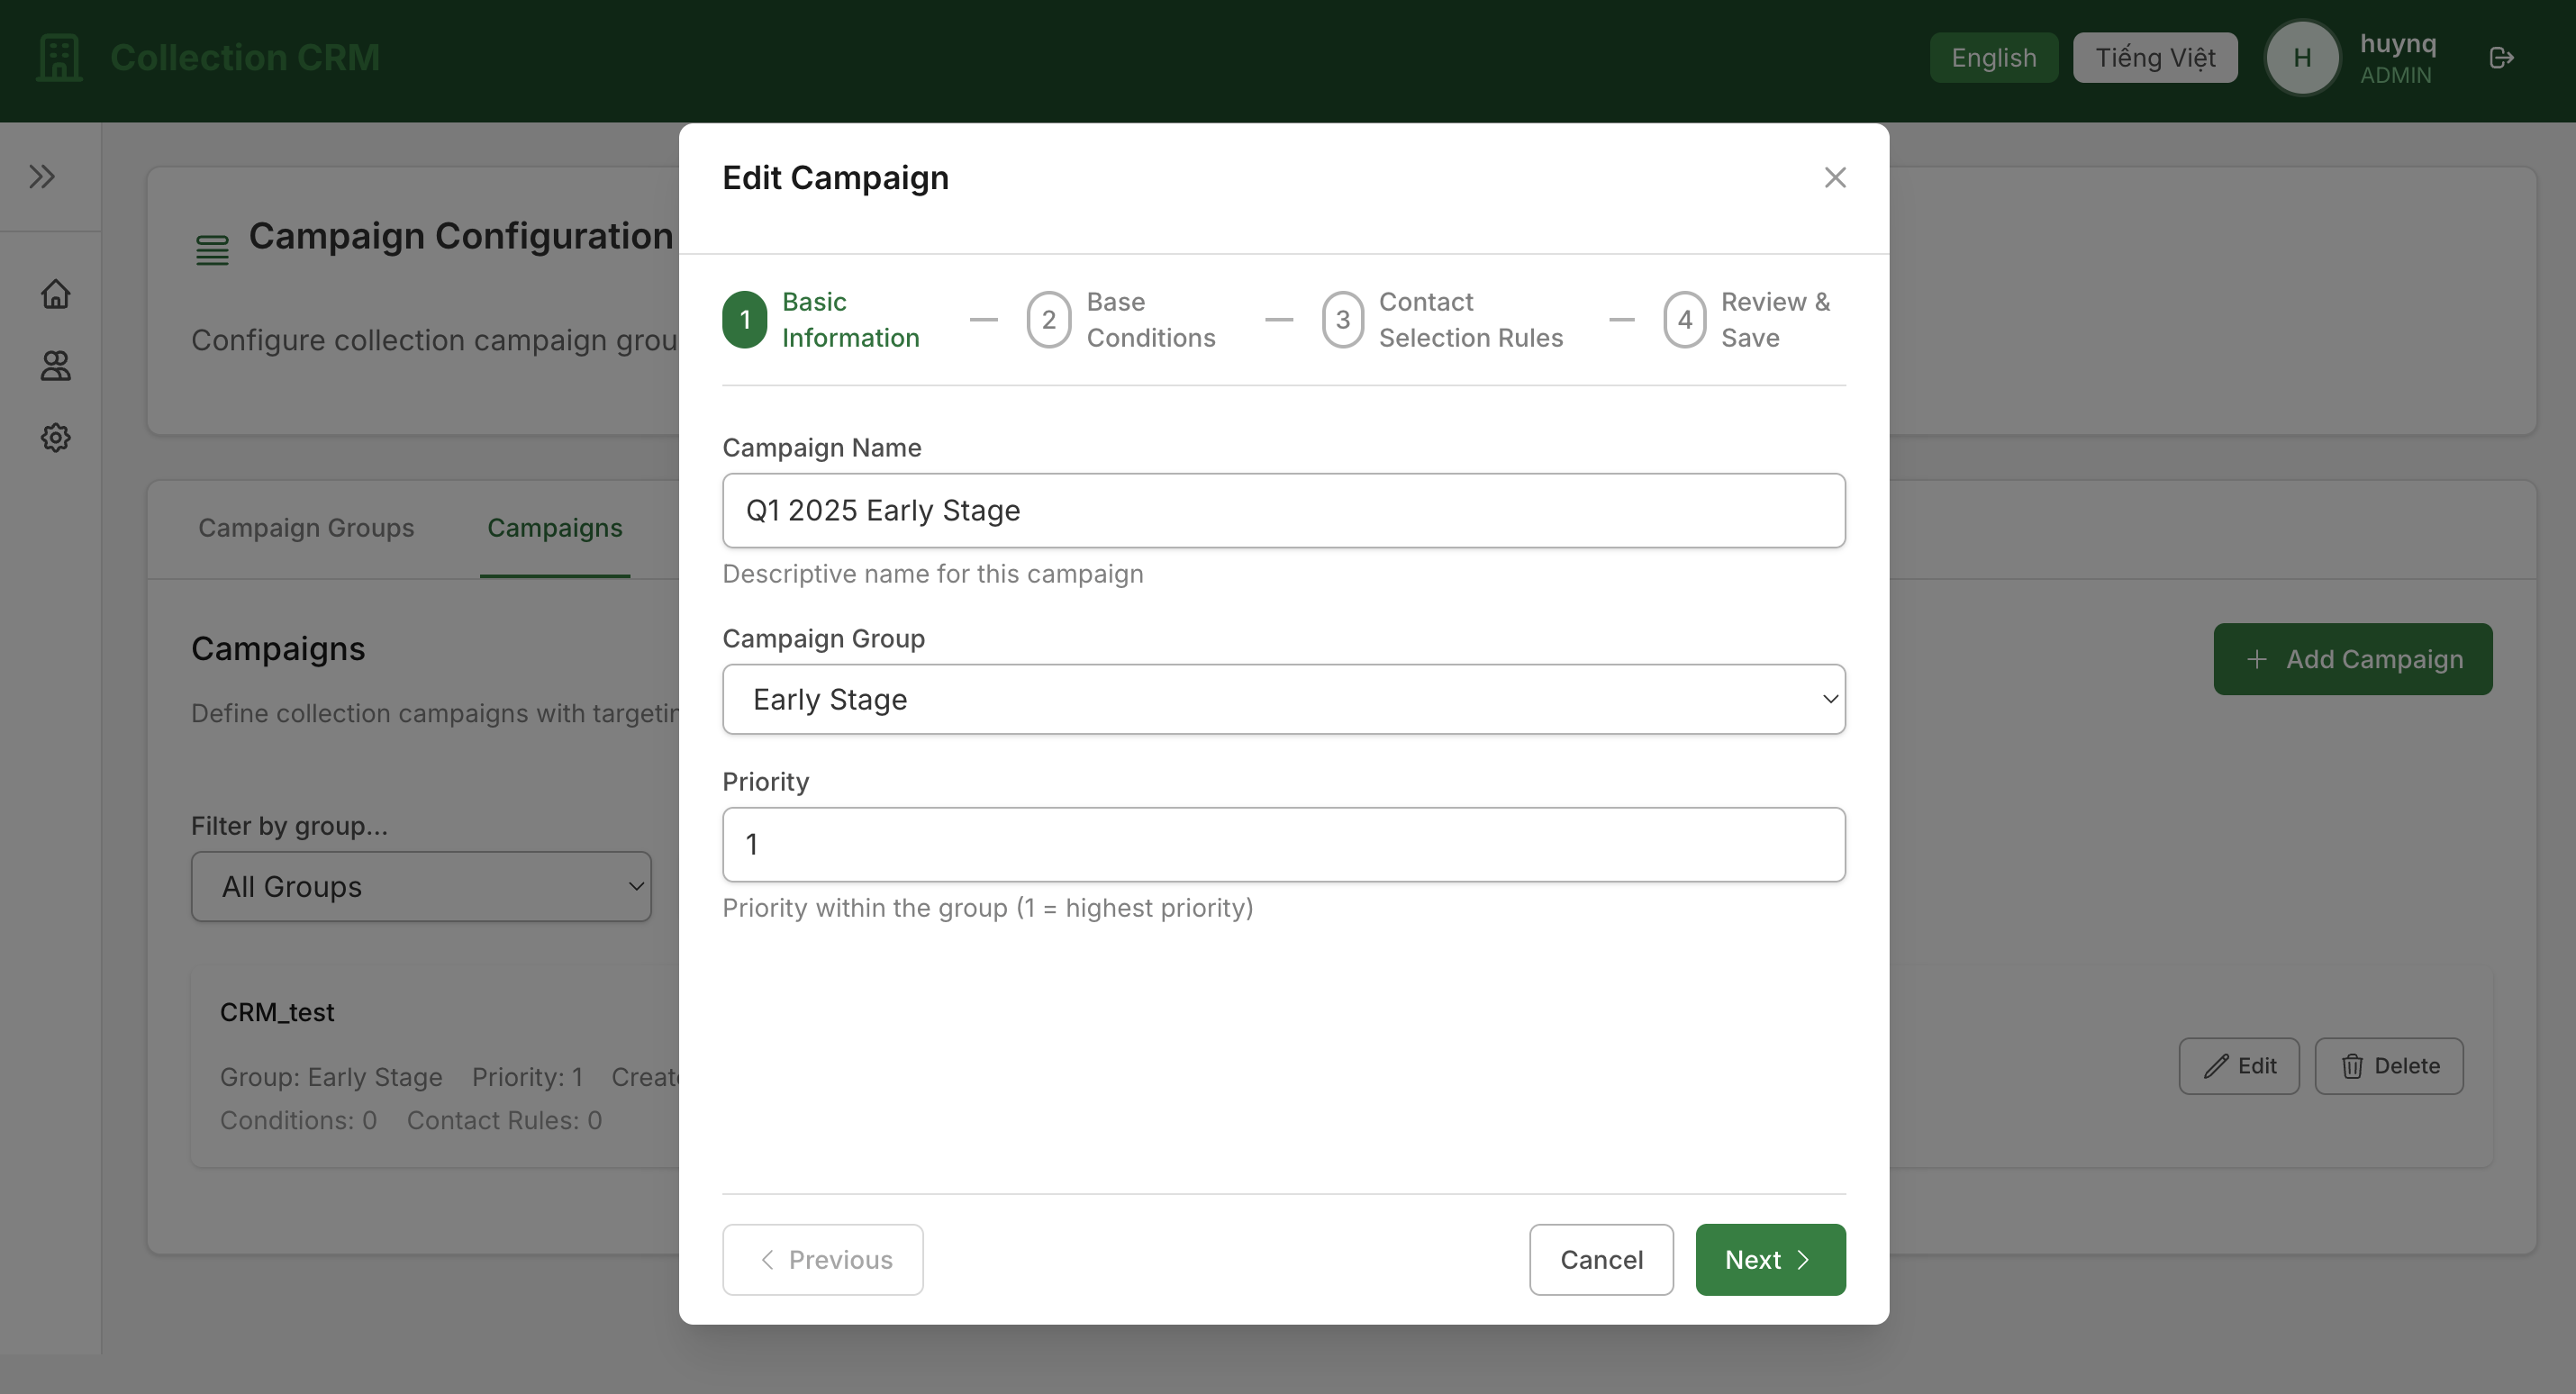 Collection CRM
English
Tiếng Việt
H
huynq
ADMIN
Campaign Configuration
Configure collection campaign
Campaign Groups
Campaigns
Campaigns
Define collection campaigns with
Add Campaign
Filter by group...
All Groups
CRM_test
Group: Early Stage Priority: 1
Conditions: 0 Contact Rules: 0
Edit
Delete
Edit Campaign
1
Basic
Information
2
Base
Conditions
3
Contact
Selection Rules
4
Review &
Save
Campaign Name
Q1 2025 Early Stage
Descriptive name for this campaign
Campaign Group
Early Stage
Priority
1
Priority within the group (1 = highest priority)
Previous
Cancel
Next